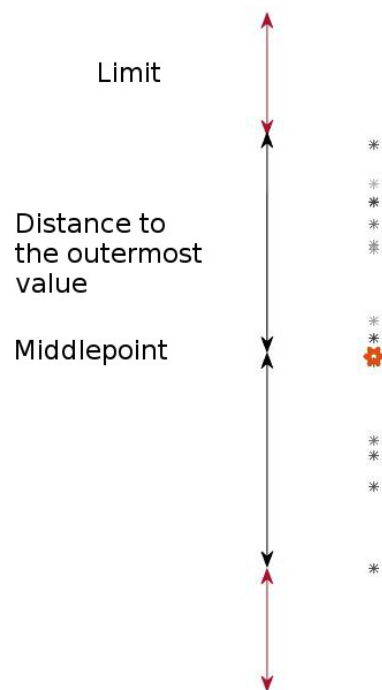 Limit
Distance to
the outermost
value
Middlepoint